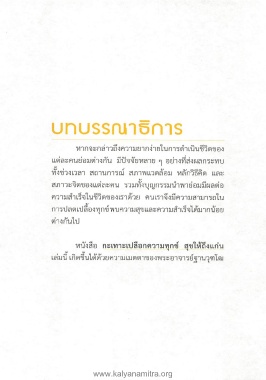 บทบรรณาธิการ
หากจะกล่าวถึงความยากง่ายในการดำเนินชีวิตของ
แต่ละคนย่อมต่างกัน มีปัจจัยหลาย ๆ อย่างที่ส่งผลกระทบ
ทั้งช่วงเวลา สถานการณ์ สภาพแวดล้อม หลักวิธีคิด และ
สภาวะจิตของแต่ละคน รวมทั้งบุญกรรมนำพาย่อมมีผลต่อ
ความสำเร็จในชีวิตของเราด้วย คนเราจึงมีความสามารถใน
การปลดเปลื้องทุกข์พบความสุขและความสำเร็จได้มากน้อย
ต่างกันไป
หนังสือ กะเทาะเปลือกความทุกข์ สุขให้ถึงแก่น
เล่มนี้ เกิดขึ้นได้ด้วยความเมตตาของพระอาจารย์ฐานวุฑโฒ
www.kalyanamitra.org